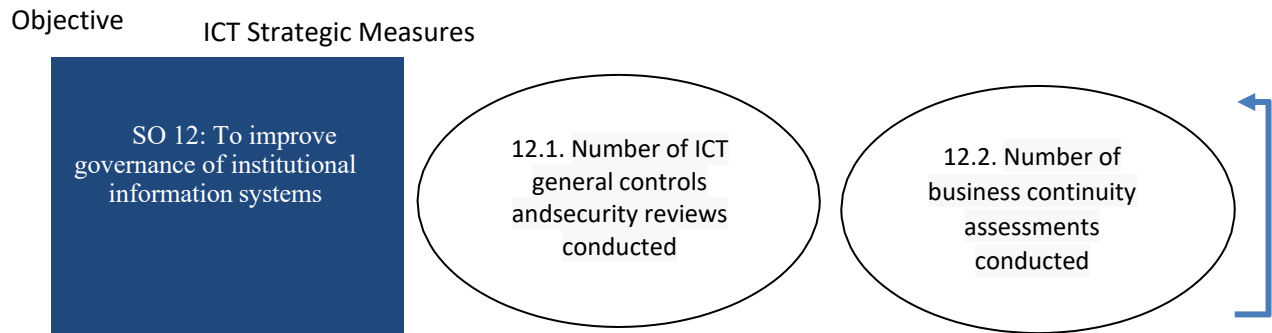 Objective
ICT Strategic Measures
SO 12: To improve
governance of institutional
information systems
12.1. Number of ICT
general controls
andsecurity reviews
conducted
12.2. Number of
business continuity
assessments
conducted